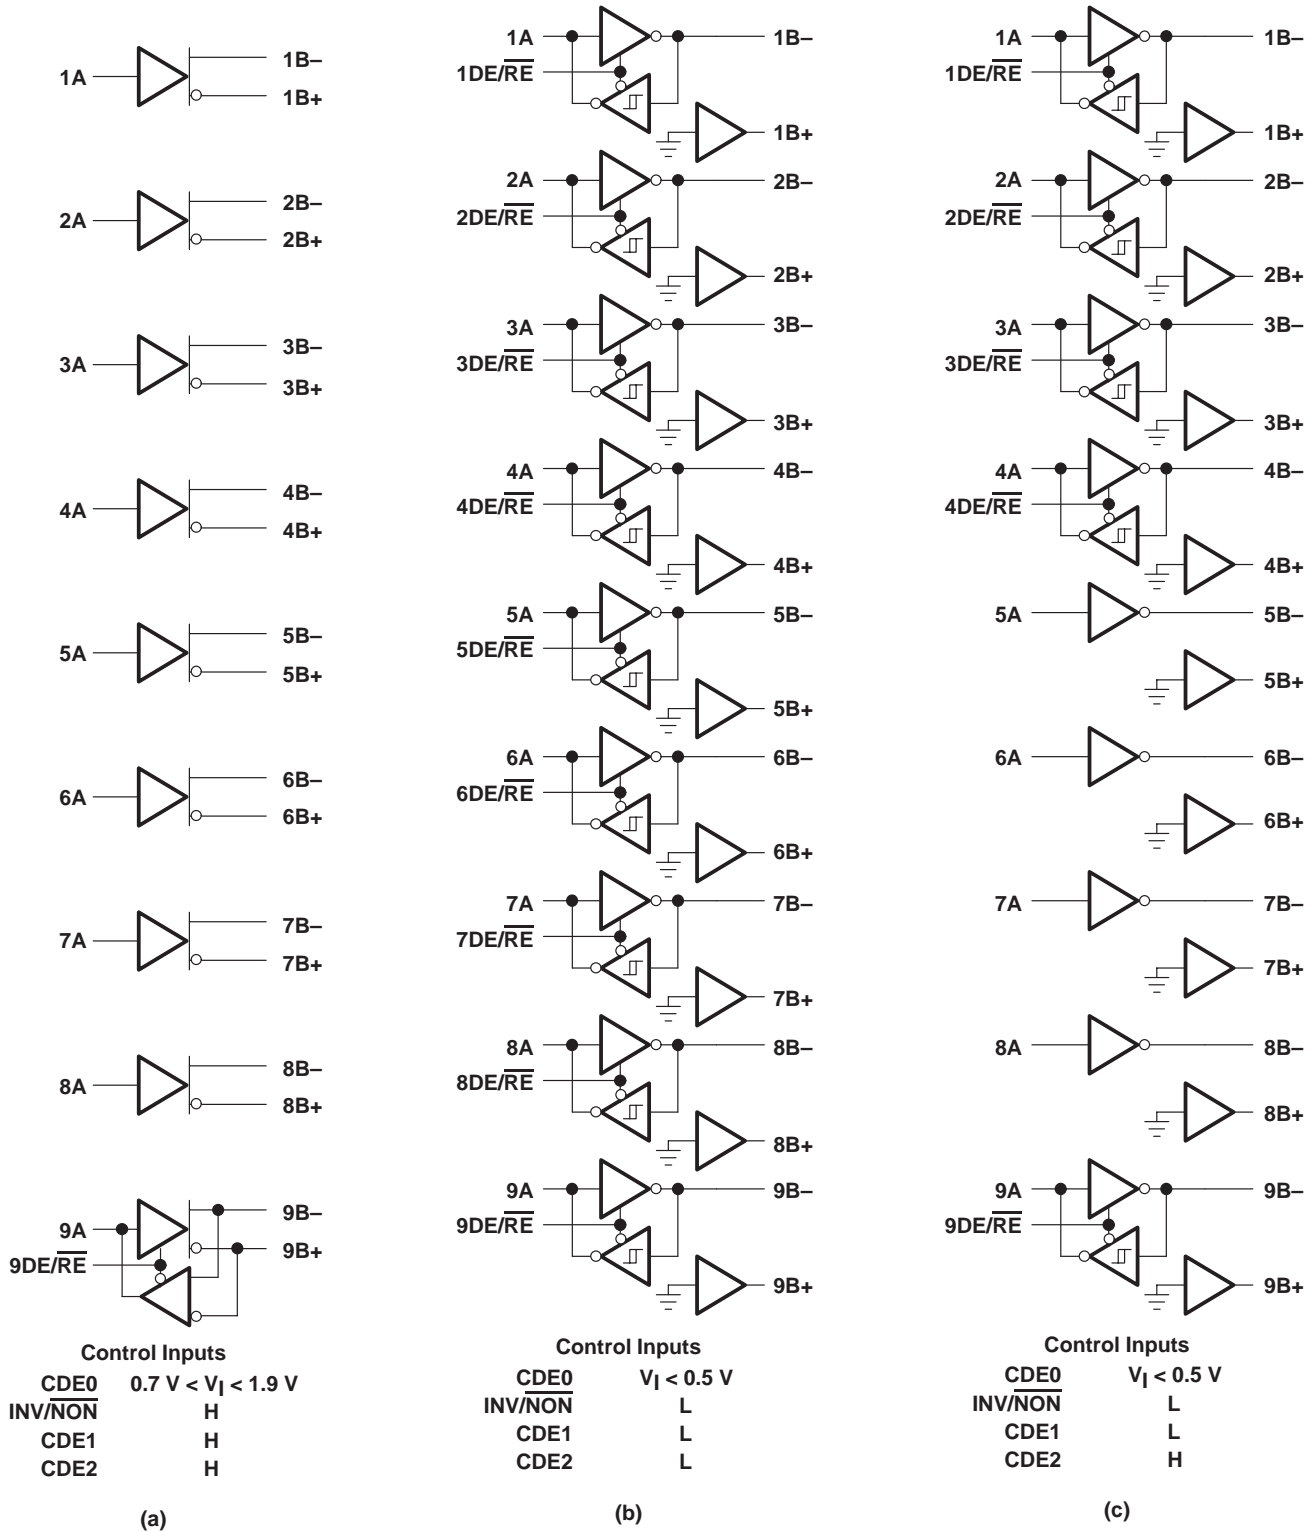 1A
1B–
1B+
2A
2B–
2B+
3A
3B–
3B+
4A
4B–
4B+
5A
5B–
5B+
6A
6B–
6B+
7A
7B–
7B+
8A
8B–
8B+
9A
9B–
9DE/RE
9B+
Control Inputs
CDE0 0.7 V < VI < 1.9 V
INV/NON H
CDE1 H
CDE2 H
(a)
1A
1B–
1DE/RE
1B+
2A
2B–
2DE/RE
2B+
3A
3B–
3DE/RE
3B+
4A
4B–
4DE/RE
4B+
5A
5B–
5DE/RE
5B+
6A
6B–
6DE/RE
6B+
7A
7B–
7DE/RE
7B+
8A
8B–
8DE/RE
8B+
9A
9B–
9DE/RE
9B+
Control Inputs
CDE0 VI < 0.5 V
INV/NON L
CDE1 L
CDE2 L
(b)
1A
1B–
1DE/RE
1B+
2A
2B–
2DE/RE
2B+
3A
3B–
3DE/RE
3B+
4A
4B–
4DE/RE
4B+
5A
5B–
5B+
6A
6B–
6B+
7A
7B–
7B+
8A
8B–
8B+
9A
9B–
9DE/RE
9B+
Control Inputs
CDE0 VI < 0.5 V
INV/NON L
CDE1 L
CDE2 H
(c)